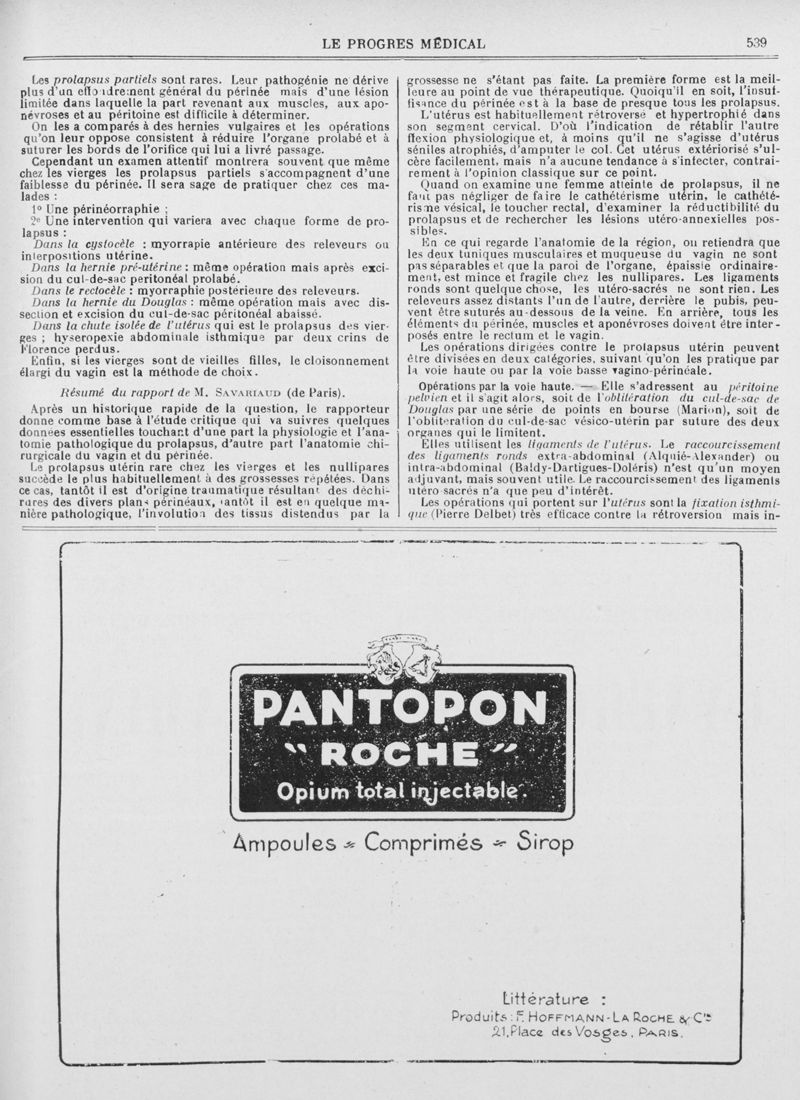 LE PROGRES MÉDICAL
539
Les prolapsus partiels sont rares. Leur pathogénie ne dérive
plus d'un effondrement général du périnée mais d'une lésion
limitée dans laquelle la part revenant aux muscles, aux apo-
névroses et au péritoine est difficile à déterminer.
On les a comparés à des hernies vulgaires et les opérations
qu'on leur oppose consistent à réduire l'organe prolabé et à
suturer les bords de l'orifice qui lui a livré passage.
Cependant un examen attentif montrera souvent que même
chez les vierges les prolapsus partiels s'accompagnent d'une
faiblesse du périnée. Il sera sage de pratiquer chez ces ma-
lades :
1° Une périnéorraphie ;
2° Une intervention qui variera avec chaque forme de pro-
lapsus :
Dans la cystocèle : myorrapie antérieure des releveurs ou
interpositions utérine.
Dans la hernie pré-utérine : même opération mais après exci-
sion du cul-de-sac peritonéal prolabé.
Dans le rectocèle : myorraphie postérieure des releveurs.
Dans la hernie du Douglas : même opération mais avec dis-
section et excision du cul-de-sac péritonéal abaissé.
Dans la chute isolée de l'utérus qui est le prolapsus des vier-
ges ; hyseropexie abdominale isthmique par deux crins de
Florence perdus.
Enfin, si les vierges sont de vieilles filles, le cloisonnement
élargi du vagin est la méthode de choix.
Résumé du rapport de M. SAVARIAUD (de Paris).
Après un historique rapide de la question, le rapporteur
donne comme base à l'étude critique qui va suivres quelques
données essentielles touchant d'une part la physiologie et l'ana-
tomie pathologique du prolapsus, d'autre part l'anatomie chi-
rurgicale du vagin et du périnée.
Le prolapsus utérin rare chez les vierges et les nullipares
succède le plus habituellement à des grossesses répétées. Dans
ce cas, tantôt il est d'origine traumatique résultant des déchi-
rures des divers plans périnéaux, tantôt il est en quelque ma-
nière pathologique, l'involution des tissus distendus par la
grossesse ne s'étant pas faite. La première forme est la meil-
leure au point de vue thérapeutique. Quoiqu'il en soit, l'insuf-
fisance du périnée est à la base de presque tous les prolapsus.
L'utérus est habituellement rétroversé et hypertrophié dans
son segment cervical. D'où l'indication de rétablir l'autre
flexion physiologique et, à moins qu'il ne s'agisse d'utérus
séniles atrophiés, d'amputer le col. Cet utérus extériorisé s'ul-
cère facilement, mais n'a aucune tendance à s'infecter, contrai-
rement à l'opinion classique sur ce point.
Quand on examine une femme atteinte de prolapsus, il ne
faut pas négliger de faire le cathétérisme utérin, le cathété-
risme vésical, le toucher rectal, d'examiner la réductibilité du
prolapsus et de rechercher les lésions utéro-annexielles pos-
sibles.
En ce qui regarde l'anatomie de la région, on retiendra que
les deux tuniques musculaires et muqueuse du vagin ne sont
pas séparables et que la paroi de l'organe, épaissie ordinaire-
ment, est mince et fragile chez les nullipares. Les ligaments
ronds sont quelque chose, les utéro-sacrés ne sont rien. Les
releveurs assez distants l'un de l'autre, derrière le pubis, peu-
vent être suturés au-dessous de la veine. En arrière, tous les
éléments du périnée, muscles et aponévroses doivent être inter-
posés entre le rectum et le vagin.
Les opérations dirigées contre le prolapsus utérin peuvent
être divisées en deux catégories, suivant qu'on les pratique par
la voie haute ou par la voie basse vagino-périnéale.
Opérations par la voie haute. — Elle s'adressent au péritoine
pelvien et il s'agit alors, soit de l'oblitération du cul-de-sac de
Douglas par une série de points en bourse (Marion), soit de
l'oblitération du cul-de-sac vésico-utérin par suture des deux
organes qui le limitent.
Elles utilisent les ligaments de l'utérus. Le raccourcissement
des ligaments ronds extra-abdominal (Alquié-Alexander) ou
intra-abdominal (Baldy-Dartigues-Doléris) n'est qu'un moyen
adjuvant, mais souvent utile. Le raccourcissement des ligaments
utéro sacrés n'a que peu d'intérêt.
Les opérations qui portent sur l'utérus sont la fixation isthmi-
que (Pierre Delbet) très efficace contre la rétroversion mais in-
PANTOPON
"ROCHE"
Opium total injectable.
Ampoules - Comprimés - Sirop
Littérature :
Produits : F. HOFFMANN-LA ROCHE & Cie
21, Place des Vosges, PARIS.